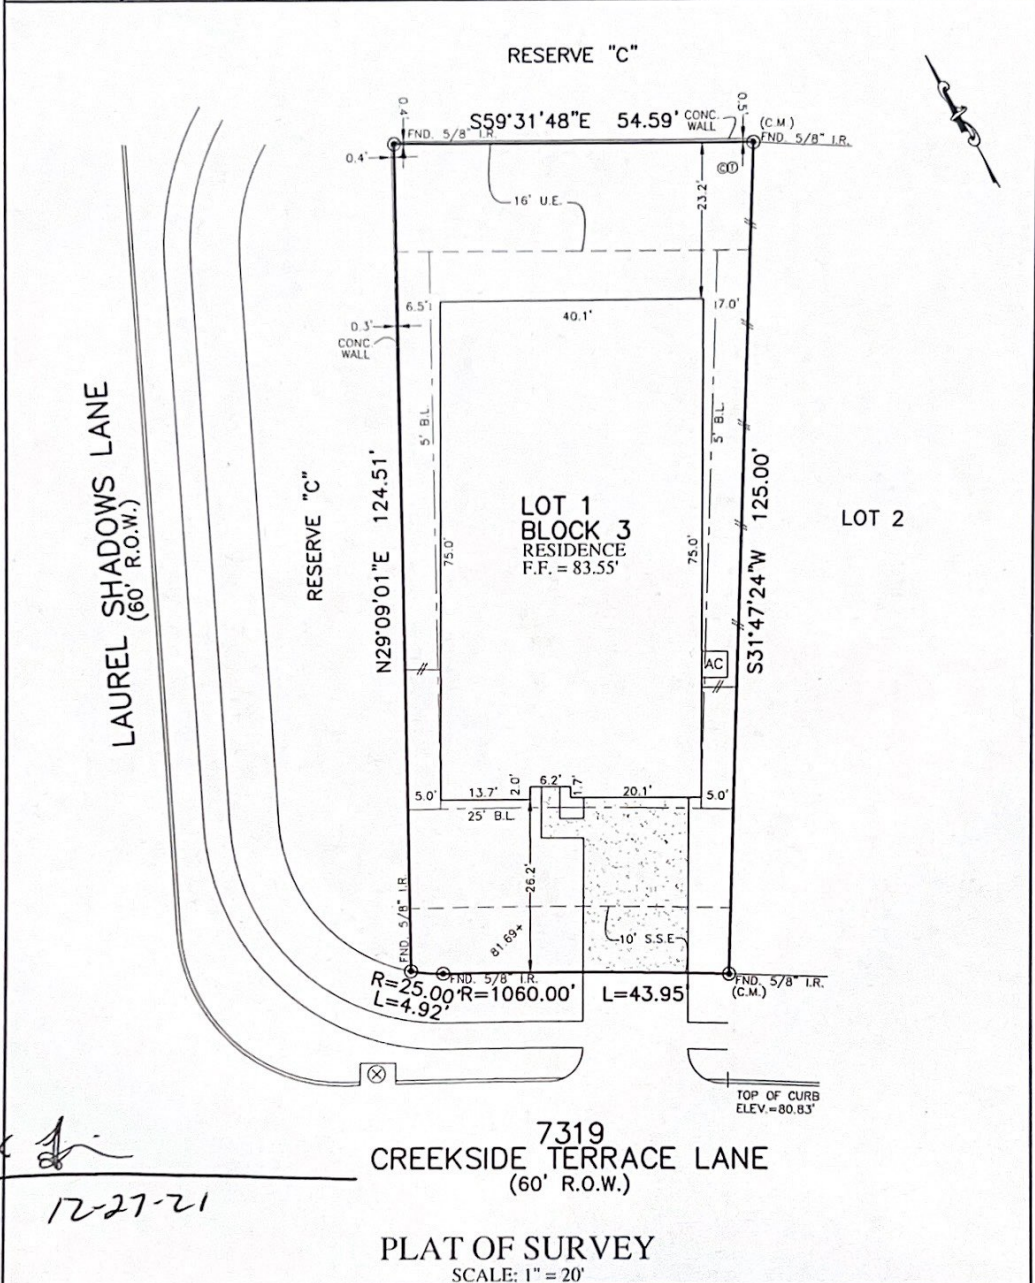 RESERVE "C"
S59°31'48"E 54.59'
CONC.
WALL
0.4'
0.5'
(C.M.)
FND. 5/8" I.R.
FND. 5/8" I.R.
0.4'
©Ⓣ
16' U.E.
23.2'
6.5'
40.1'
7.0'
0.3'
CONC.
WALL
5' B.L.
5' B.L.
LAUREL SHADOWS LANE
(60' R.O.W.)
RESERVE "C"
N29°09'01"E 124.51'
75.0'
LOT 1
BLOCK 3
RESIDENCE
F.F. = 83.55'
75.0'
S31°47'24"W 125.00'
LOT 2
AC
5.0'
13.7'
2.0'
6.2'
1.7'
20.1'
5.0'
25' B.L.
26.2'
FND. 5/8" I.R.
81.69+
10' S.S.E.
FND. 5/8" I.R.
FND. 5/8" I.R.
(C.M.)
R=25.00'
L=4.92'
R=1060.00'
L=43.95'
TOP OF CURB
ELEV.=80.83'
7319
CREEKSIDE TERRACE LANE
(60' R.O.W.)
12-27-21
PLAT OF SURVEY
SCALE: 1" = 20'